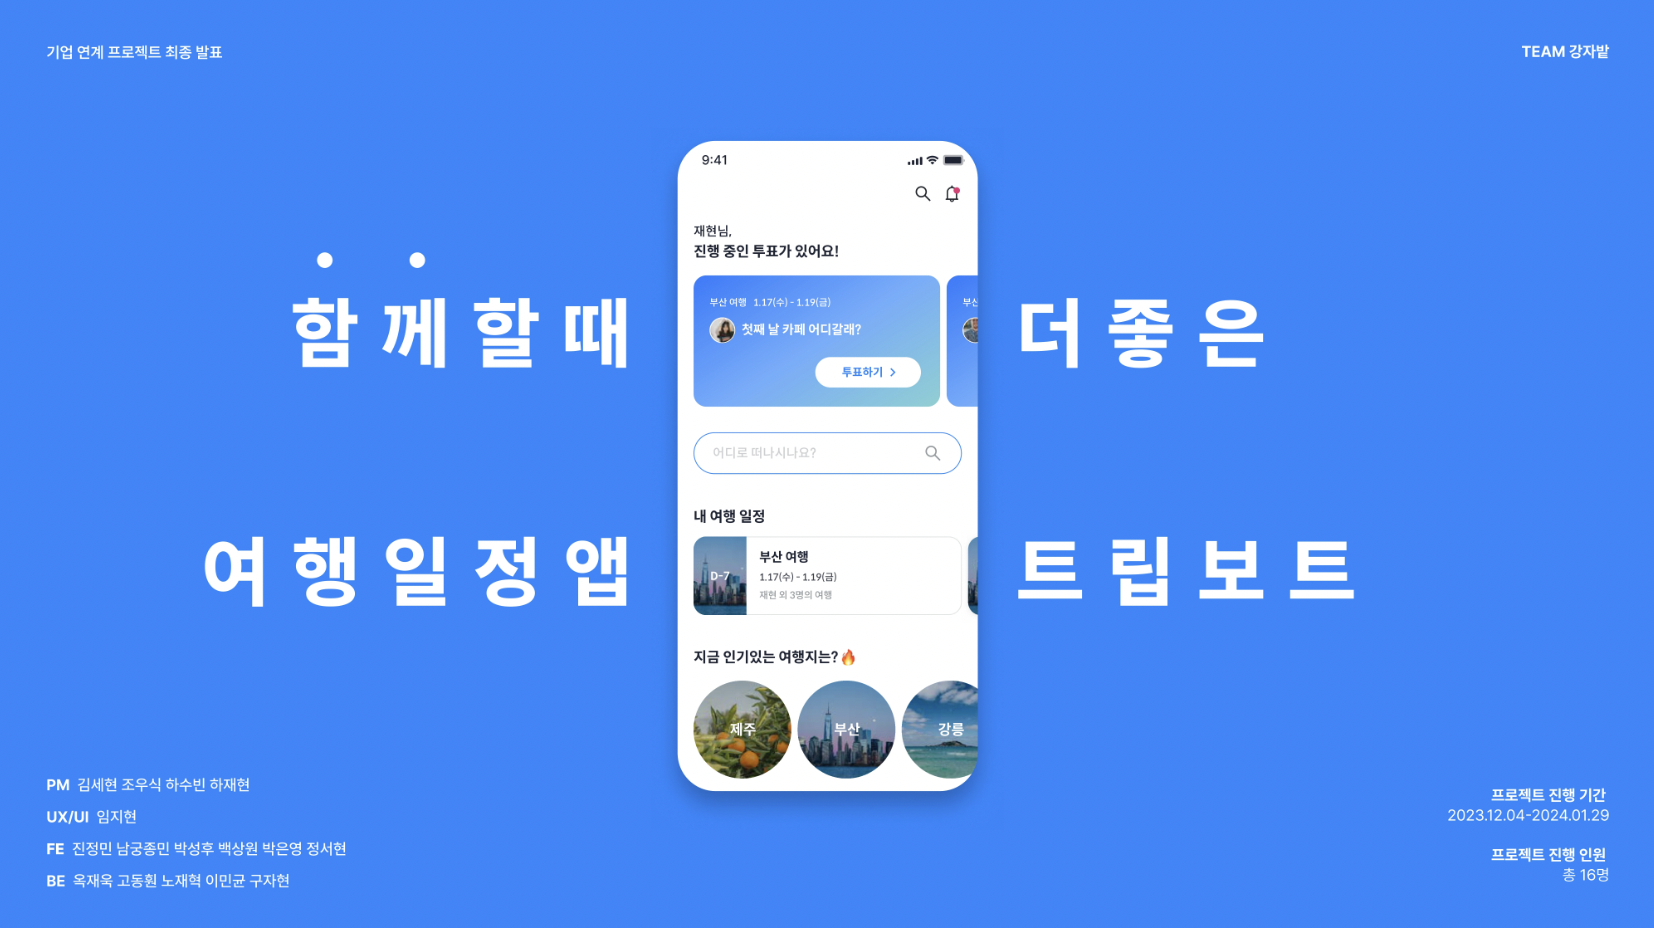 기업 연계 프로젝트 최종 발표
TEAM 강자밭
함께할때 더좋은
여행일정앱 트립보트
9:41
재현님,
진행 중인 투표가 있어요!
부산 여행 1.17(수) - 1.19(금)
첫째 날 카페 어디갈래?
투표하기
부산
어디로 떠나시나요?
내 여행 일정
D-7
부산 여행
1.17(수) - 1.19(금)
재현 외 3명의 여행
지금 인기있는 여행지는?🔥
제주
부산
강릉
PM 김세현 조우식 하수빈 하재현
UX/UI 임지현
FE 진정민 남궁종민 박성후 백상원 박은영 정서현
BE 옥재욱 고동훤 노재혁 이민균 구자현
프로젝트 진행 기간
2023.12.04-2024.01.29
프로젝트 진행 인원
총 16명